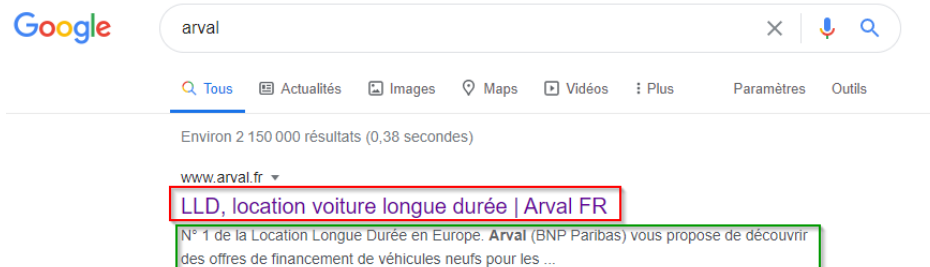 Google
arval
Tous Actualités Images Maps Vidéos Plus Paramètres Outils
Environ 2 150 000 résultats (0,38 secondes)
www.arval.fr
LLD, location voiture longue durée | Arval FR
N° 1 de la Location Longue Durée en Europe. Arval (BNP Paribas) vous propose de découvrir
des offres de financement de véhicules neufs pour les ...